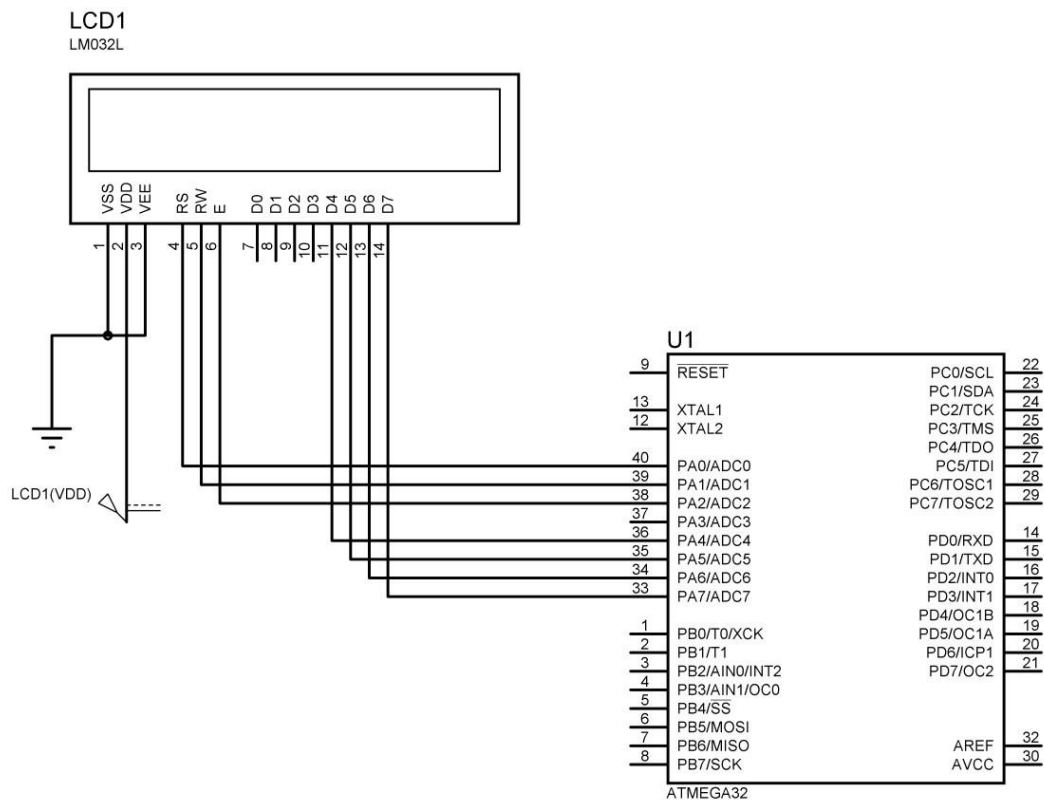 LCD1
LM032L
VSS VDD VEE RS RW E D0 D1 D2 D3 D4 D5 D6 D7
1 2 3 4 5 6 7 8 9 10 11 12 13 14
LCD1(VDD)
U1
9 RESET PC0/SCL 22
PC1/SDA 23
13 XTAL1 PC2/TCK 24
12 XTAL2 PC3/TMS 25
PC4/TDO 26
40 PA0/ADC0 PC5/TDI 27
39 PA1/ADC1 PC6/TOSC1 28
38 PA2/ADC2 PC7/TOSC2 29
37 PA3/ADC3
36 PA4/ADC4 PD0/RXD 14
35 PA5/ADC5 PD1/TXD 15
34 PA6/ADC6 PD2/INT0 16
33 PA7/ADC7 PD3/INT1 17
PD4/OC1B 18
1 PB0/T0/XCK PD5/OC1A 19
2 PB1/T1 PD6/ICP1 20
3 PB2/AIN0/INT2 PD7/OC2 21
4 PB3/AIN1/OC0
5 PB4/SS
6 PB5/MOSI
7 PB6/MISO AREF 32
8 PB7/SCK AVCC 30
ATMEGA32